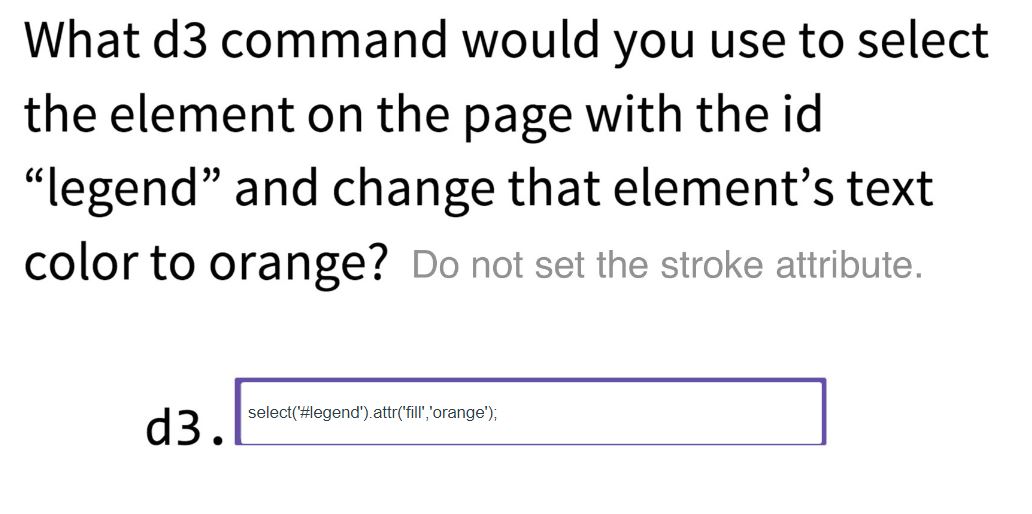 What d3 command would you use to select
the element on the page with the id
“legend” and change that element’s text
color to orange? Do not set the stroke attribute.
d3. select('#legend').attr('fill','orange');